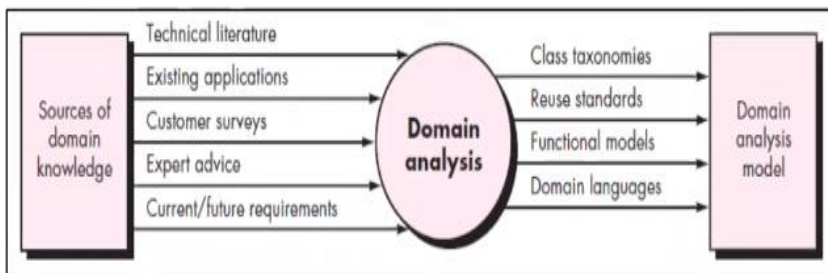 Sources of
domain
knowledge
Technical literature
Existing applications
Customer surveys
Expert advice
Current/future requirements
Domain
analysis
Class taxonomies
Reuse standards
Functional models
Domain languages
Domain
analysis
model